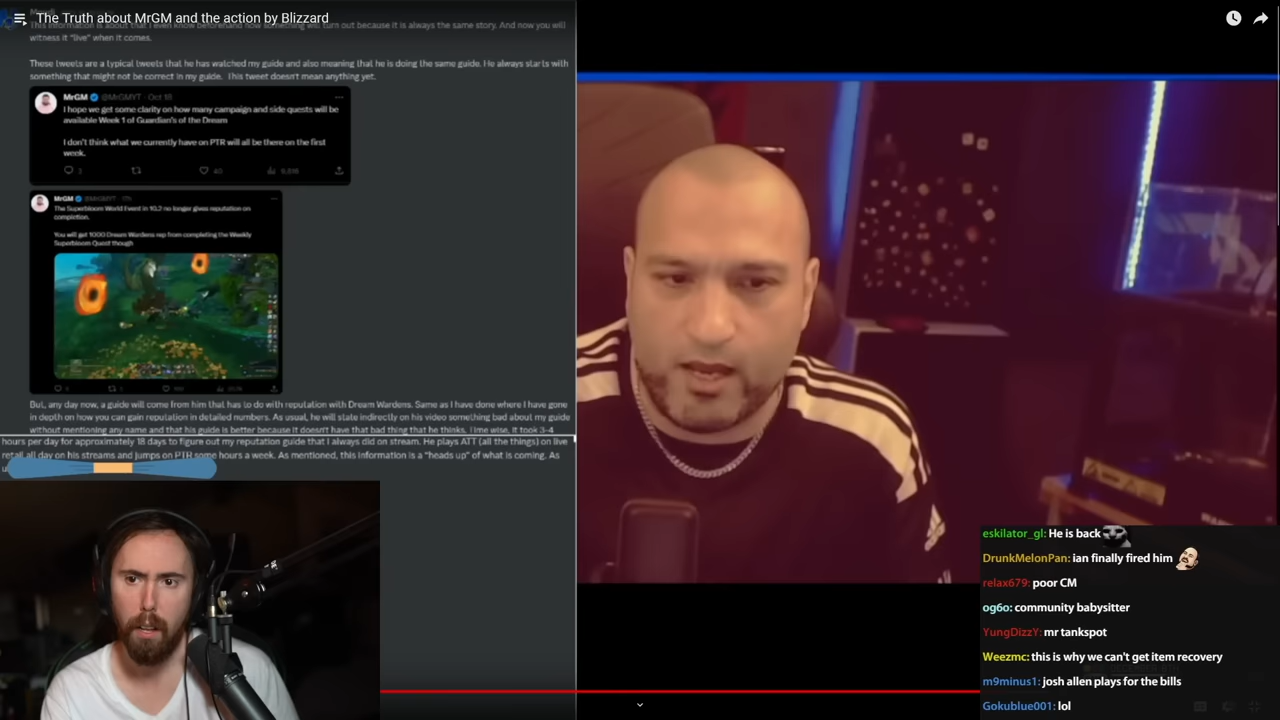 The Truth about MrGM and the action by Blizzard
This information is about that I even know beforehand how something will turn out because it is always the same story. And now you will
witness it "live" when it comes.
These tweets are a typical tweets that he has watched my guide and also meaning that he is doing the same guide. He always starts with
something that might not be correct in my guide. This tweet doesn't mean anything yet.
MrGM @MrGMYT · Oct 18
I hope we get some clarity on how many campaign and side quests will be
available Week 1 of Guardian's of the Dream
I don't think what we currently have on PTR will all be there on the first
week.
3 40
MrGM @MrGMYT
The Superbloom World Event in 10.2 no longer gives reputation on
completion.
You will get 1000 Dream Wardens rep from completing the Weekly
Superbloom Quest though
But, any day now, a guide will come from him that has to do with reputation with Dream Wardens. Same as I have done where I have gone
in depth on how you can gain reputation in detailed numbers. As usual, he will state indirectly on his video something bad about my guide
without mentioning any name and that his guide is better because it doesn't have that bad thing that he thinks. Time wise, it took 3-4
hours per day for approximately 18 days to figure out my reputation guide that I always did on stream. He plays ATT (all the things) on live
retail all day on his streams and jumps on PTR some hours a week. As mentioned, this information is a "heads up" of what is coming. As
eskilator_gl: He is back
DrunkMelonPan: ian finally fired him
relax679: poor CM
og6o: community babysitter
YungDizzY: mr tankspot
Weezmc: this is why we can't get item recovery
m9minus1: josh allen plays for the bills
Gokublue001: lol